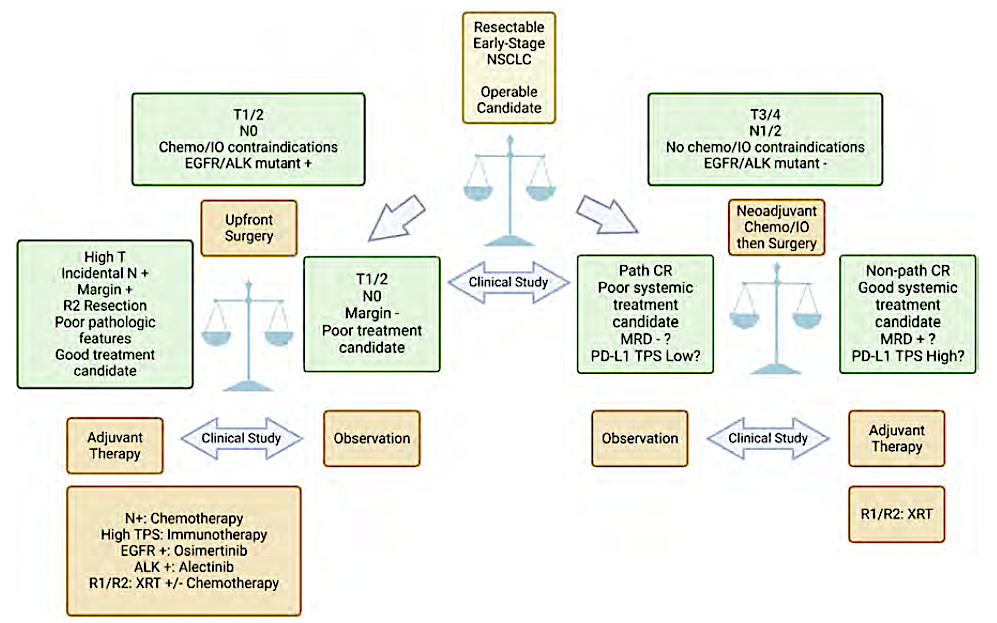 Resectable
Early-Stage
NSCLC
Operable
Candidate
T1/2
N0
Chemo/IO contraindications
EGFR/ALK mutant +
T3/4
N1/2
No chemo/IO contraindications
EGFR/ALK mutant -
Upfront
Surgery
Neoadjuvant
Chemo/IO
then Surgery
High T
Incidental N +
Margin +
R2 Resection
Poor pathologic
features
Good treatment
candidate
T1/2
N0
Margin -
Poor treatment
candidate
Clinical Study
Path CR
Poor systemic
treatment
candidate
MRD - ?
PD-L1 TPS Low?
Non-path CR
Good systemic
treatment
candidate
MRD + ?
PD-L1 TPS High?
Adjuvant
Therapy
Clinical Study
Observation
Observation
Clinical Study
Adjuvant
Therapy
N+: Chemotherapy
High TPS: Immunotherapy
EGFR +: Osimertinib
ALK +: Alectinib
R1/R2: XRT +/- Chemotherapy
R1/R2: XRT